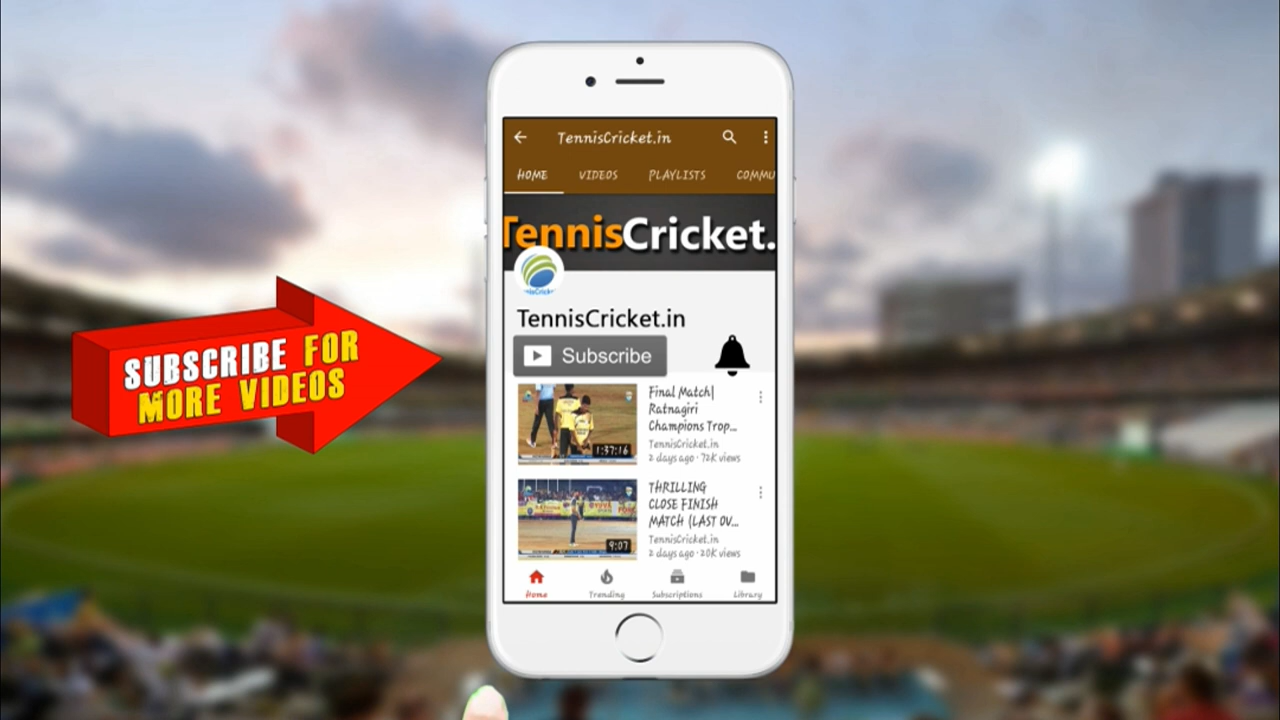 TennisCricket.in
HOME VIDEOS PLAYLISTS COMMU
TennisCricket.
TennisCricket.in
Subscribe
SUBSCRIBE FOR
MORE VIDEOS
Final Match|
Ratnagiri
Champions Trop...
TennisCricket.in
2 days ago · 72K views
1:37:16
THRILLING
CLOSE FINISH
MATCH (LAST OV...
TennisCricket.in
2 days ago · 20K views
9:07
Home Trending Subscriptions Library